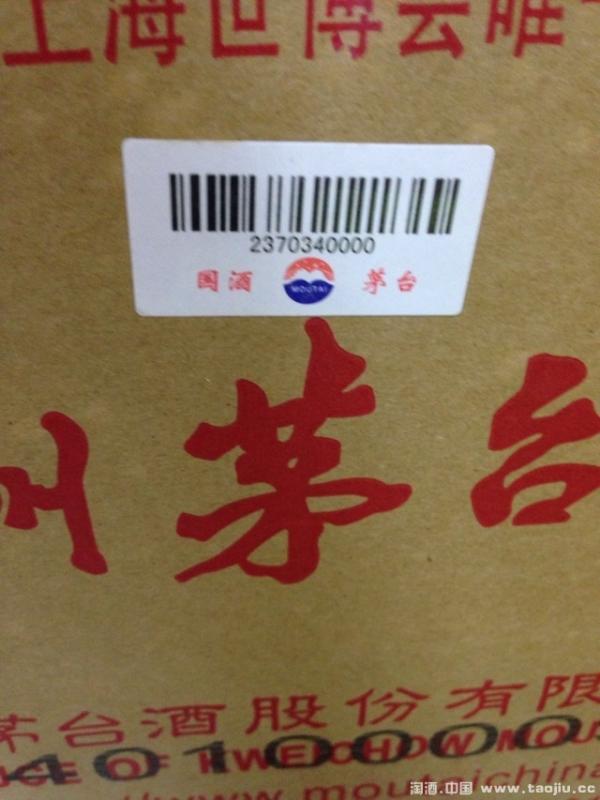 上海世博会唯一
2370340000
国酒 MOUTAI 茅台
州茅台
茅台酒股份有限
KWEICHOW MOU
淘酒.中国 www.taojiu.cc